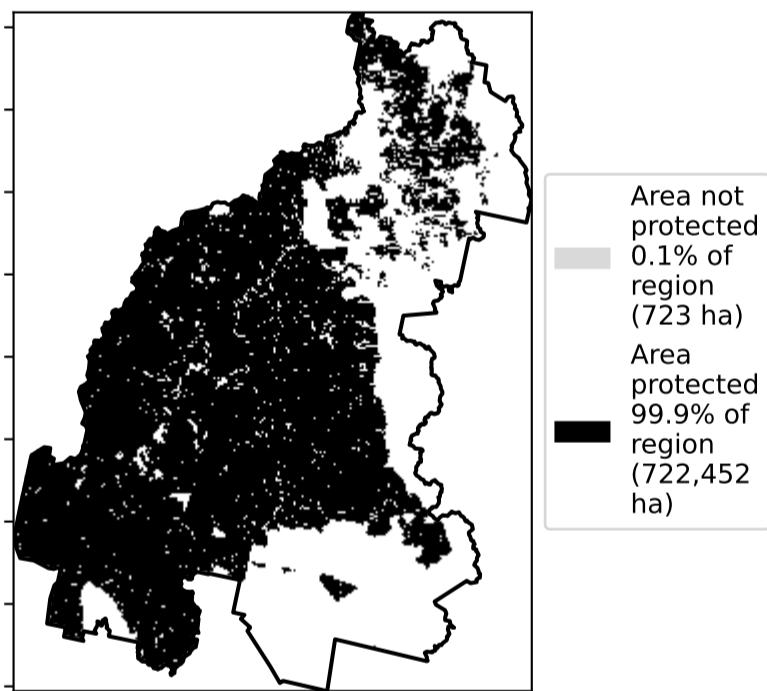 Area not
protected
0.1% of
region
(723 ha)
Area
protected
99.9% of
region
(722,452
ha)